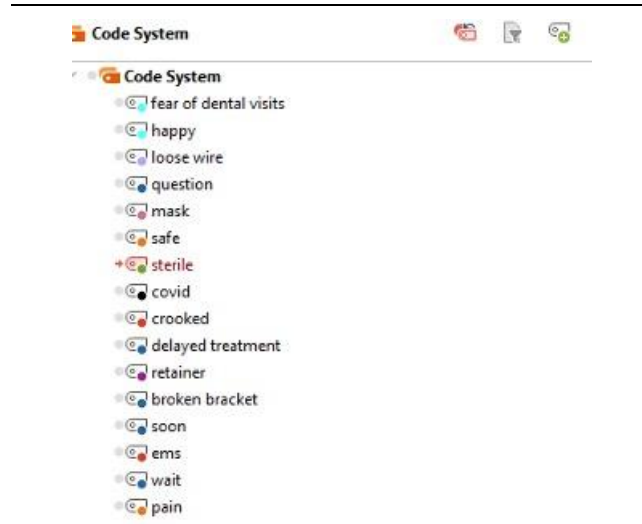 Code System
Code System
fear of dental visits
happy
loose wire
question
mask
safe
sterile
covid
crooked
delayed treatment
retainer
broken bracket
soon
ems
wait
pain